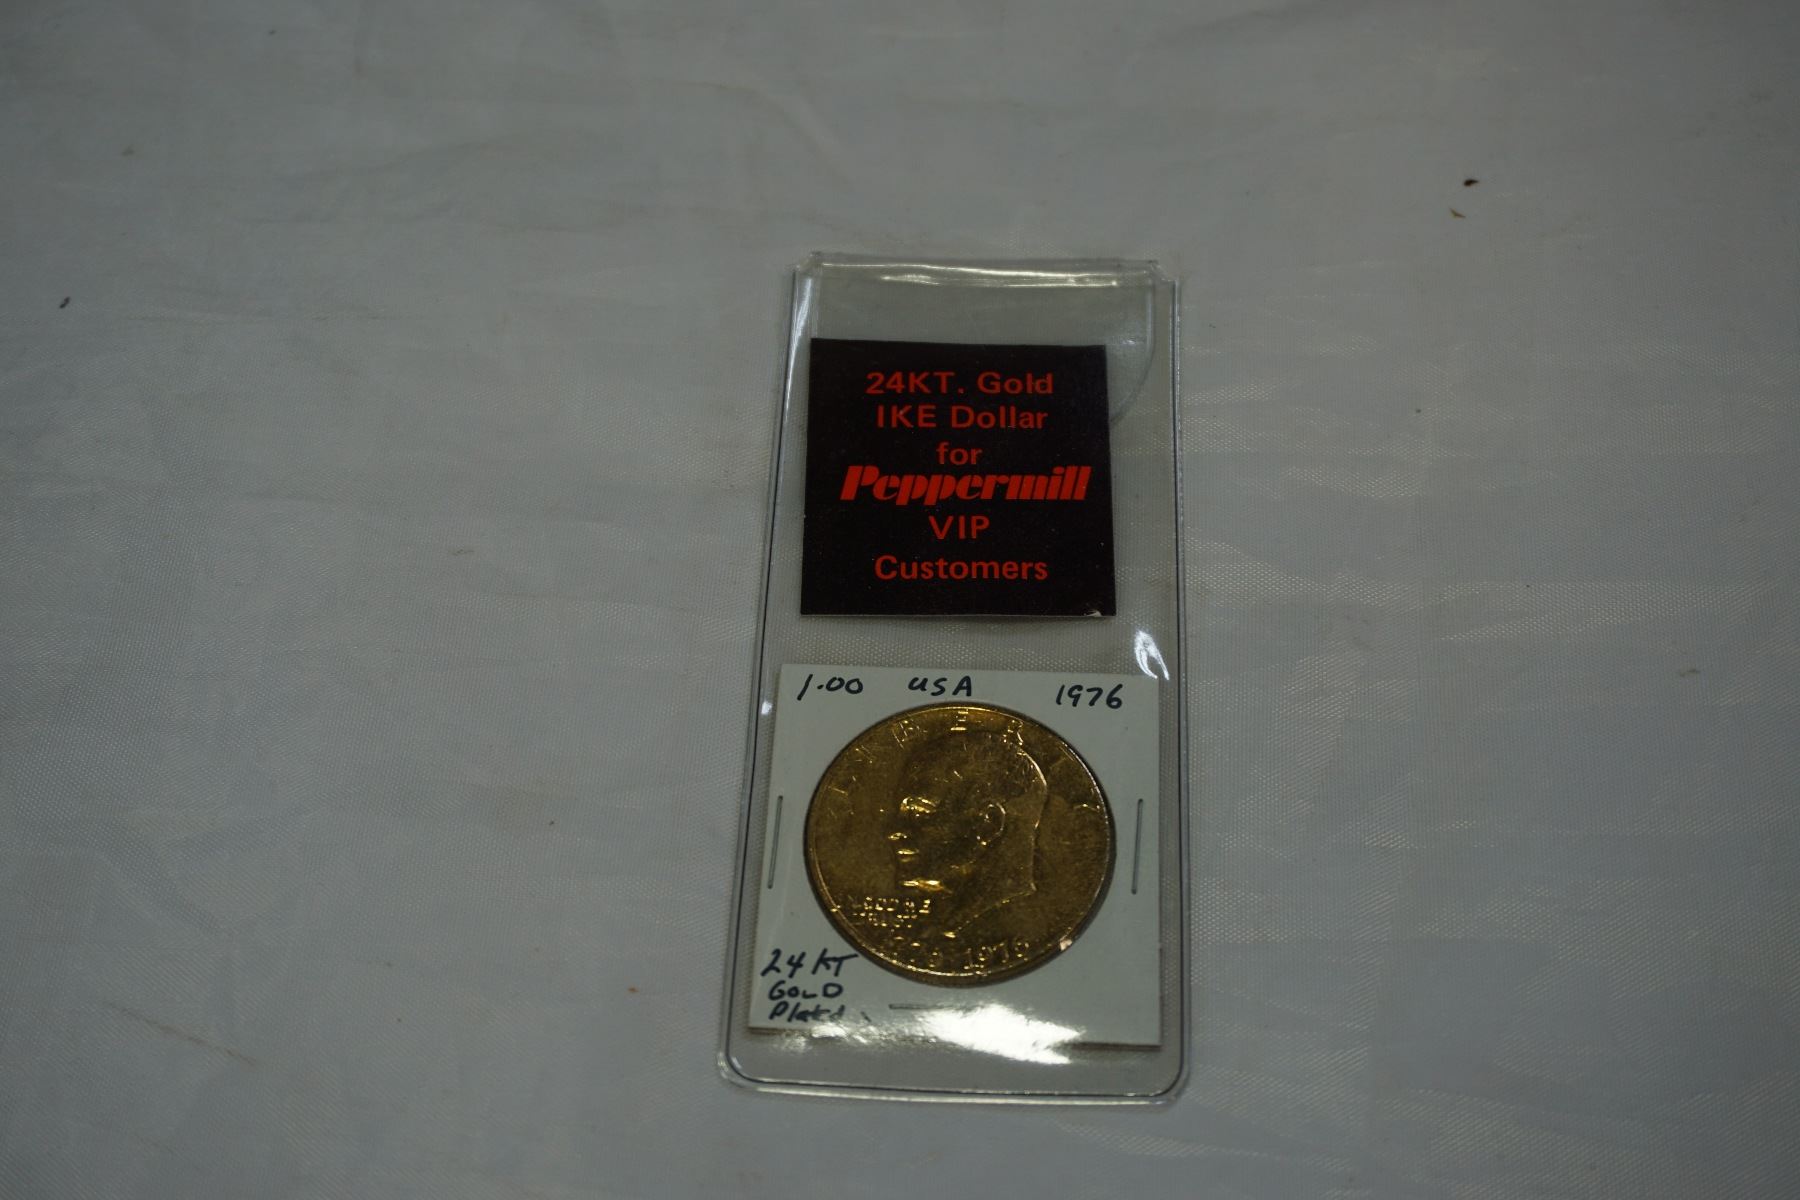 24KT. Gold
IKE Dollar
for
Peppermill
VIP
Customers
1.00 USA 1976
LIBERTY
IN GOD WE
TRUST
1776-1976
24 KT
GOLD
Plated